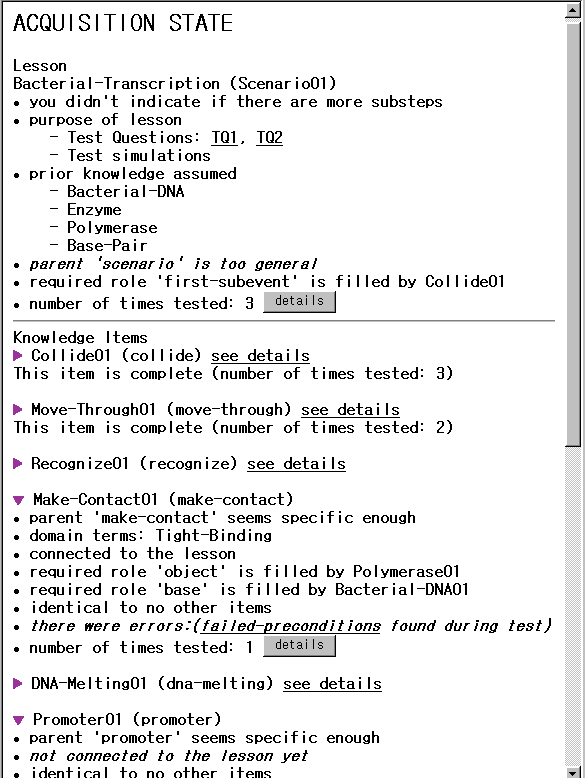 ACQUISITION STATE
Lesson
Bacterial-Transcription (Scenario01)
• you didn't indicate if there are more substeps
• purpose of lesson
– Test Questions: TQ1, TQ2
– Test simulations
• prior knowledge assumed
– Bacterial-DNA
– Enzyme
– Polymerase
– Base-Pair
• parent 'scenario' is too general
• required role 'first-subevent' is filled by Collide01
• number of times tested: 3 details
Knowledge Items
Collide01 (collide) see details
This item is complete (number of times tested: 3)
Move-Through01 (move-through) see details
This item is complete (number of times tested: 2)
Recognize01 (recognize) see details
Make-Contact01 (make-contact)
• parent 'make-contact' seems specific enough
• domain terms: Tight-Binding
• connected to the lesson
• required role 'object' is filled by Polymerase01
• required role 'base' is filled by Bacterial-DNA01
• identical to no other items
• there were errors:(failed-preconditions found during test)
• number of times tested: 1 details
DNA-Melting01 (dna-melting) see details
Promoter01 (promoter)
• parent 'promoter' seems specific enough
• not connected to the lesson yet
• identical to no other items